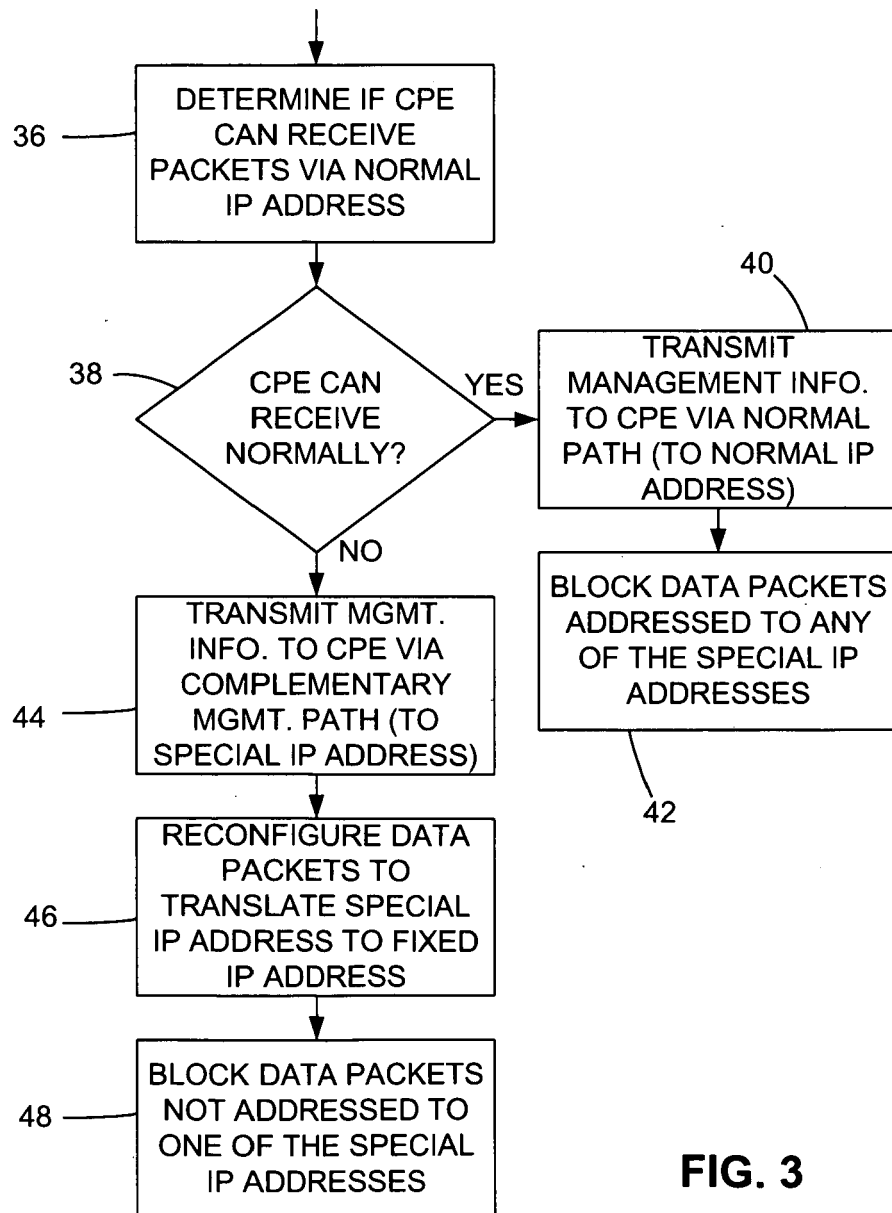 36
DETERMINE IF CPE
CAN RECEIVE
PACKETS VIA NORMAL
IP ADDRESS
38
CPE CAN
RECEIVE
NORMALLY?
YES
40
TRANSMIT
MANAGEMENT INFO.
TO CPE VIA NORMAL
PATH (TO NORMAL IP
ADDRESS)
BLOCK DATA PACKETS
ADDRESSED TO ANY
OF THE SPECIAL IP
ADDRESSES
42
NO
44
TRANSMIT MGMT.
INFO. TO CPE VIA
COMPLEMENTARY
MGMT. PATH (TO
SPECIAL IP ADDRESS)
46
RECONFIGURE DATA
PACKETS TO
TRANSLATE SPECIAL
IP ADDRESS TO FIXED
IP ADDRESS
48
BLOCK DATA PACKETS
NOT ADDRESSED TO
ONE OF THE SPECIAL
IP ADDRESSES
FIG. 3